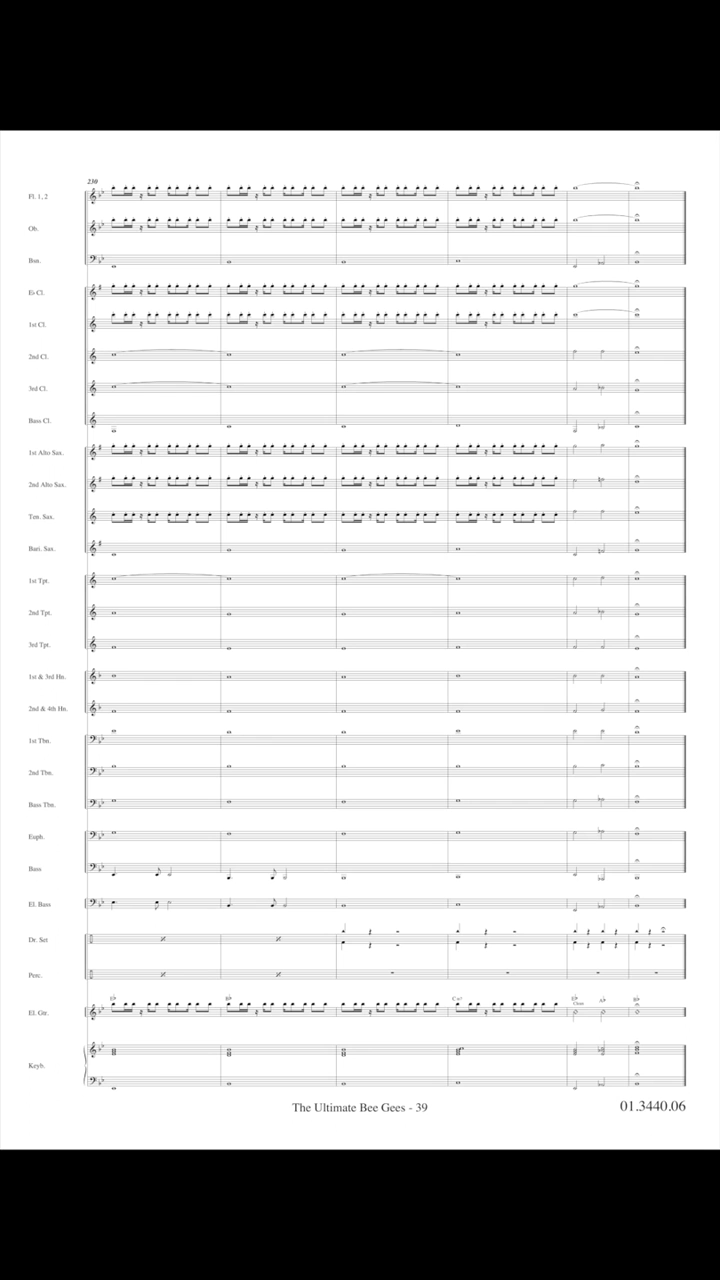 230
Fl. 1, 2
Ob.
Bsn.
E♭ Cl.
1st Cl.
2nd Cl.
3rd Cl.
Bass Cl.
1st Alto Sax.
2nd Alto Sax.
Ten. Sax.
Bari. Sax.
1st Tpt.
2nd Tpt.
3rd Tpt.
1st & 3rd Hn.
2nd & 4th Hn.
1st Tbn.
2nd Tbn.
Bass Tbn.
Euph.
Bass
El. Bass
Dr. Set
Perc.
El. Gtr.
Keyb.
The Ultimate Bee Gees - 39
01.3440.06